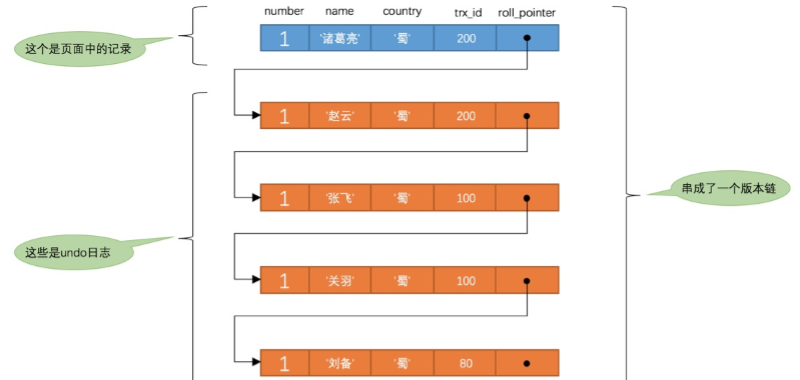 number name country trx_id roll_pointer
这个是页面中的记录
1 '诸葛亮' '蜀' 200
1 '赵云' '蜀' 200
1 '张飞' '蜀' 100
串成了一个版本链
这些是undo日志
1 '关羽' '蜀' 100
1 '刘备' '蜀' 80